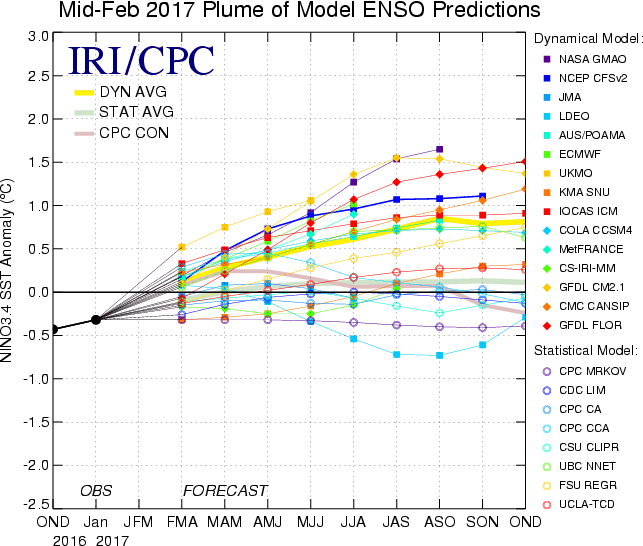 Mid-Feb 2017 Plume of Model ENSO Predictions
NINO3.4 SST Anomaly (ºC)
3.0
2.5
2.0
1.5
1.0
0.5
0.0
-0.5
-1.0
-1.5
-2.0
-2.5
IRI/CPC
DYN AVG
STAT AVG
CPC CON
OBS FORECAST
OND Jan JFM FMA MAM AMJ MJJ JJA JAS ASO SON OND
2016 2017
Dynamical Model:
NASA GMAO
NCEP CFSv2
JMA
LDEO
AUS/POAMA
ECMWF
UKMO
KMA SNU
IOCAS ICM
COLA CCSM4
MetFRANCE
CS-IRI-MM
GFDL CM2.1
CMC CANSIP
GFDL FLOR
Statistical Model:
CPC MRKOV
CDC LIM
CPC CA
CPC CCA
CSU CLIPR
UBC NNET
FSU REGR
UCLA-TCD